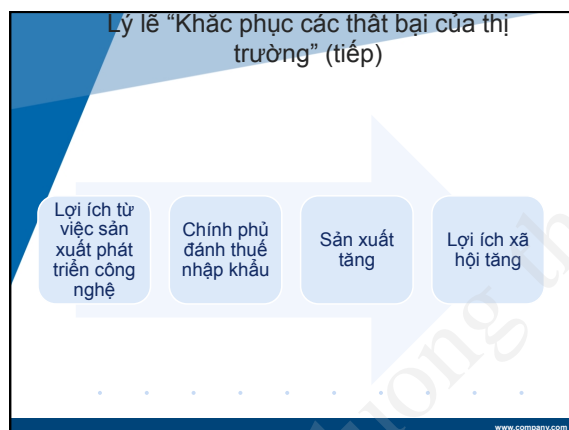 Lý lẽ “Khắc phục các thất bại của thị
trường” (tiếp)
Lợi ích từ
việc sản
xuất phát
triển công
nghệ
Chính phủ
đánh thuế
nhập khẩu
Sản xuất
tăng
Lợi ích xã
hội tăng
www.company.com